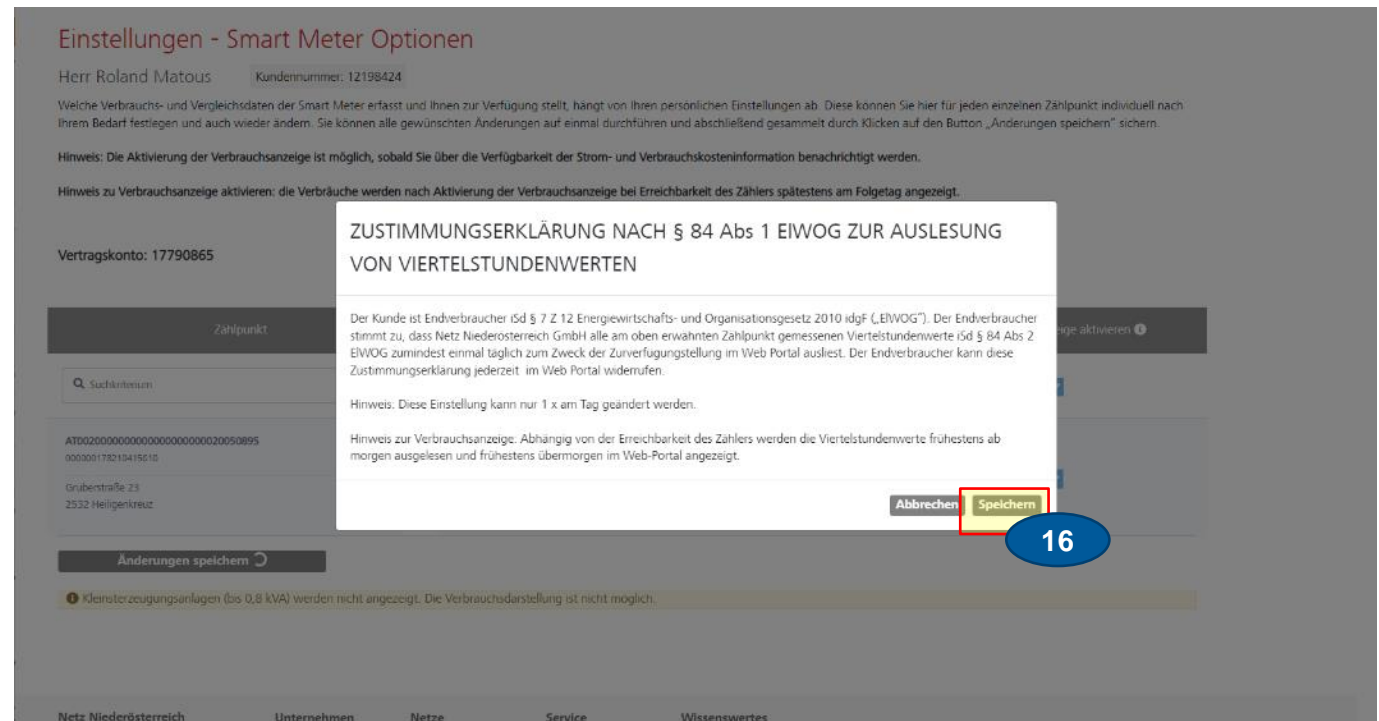 Einstellungen - Smart Meter Optionen
Herr Roland Matous Kundennummer: 12198424
Welche Verbrauchs- und Vergleichsdaten der Smart Meter erfasst und Ihnen zur Verfügung stellt, hängt von Ihren persönlichen Einstellungen ab. Diese können Sie hier für jeden einzelnen Zählpunkt individuell nach
Ihrem Bedarf festlegen und auch wieder ändern. Sie können alle gewünschten Änderungen auf einmal durchführen und abschließend gesammelt durch Klicken auf den Button „Änderungen speichern" sichern.
Hinweis: Die Aktivierung der Verbrauchsanzeige ist möglich, sobald Sie über die Verfügbarkeit der Strom- und Verbrauchskosteninformation benachrichtigt werden.
Hinweis zu Verbrauchsanzeige aktivieren: die Verbräuche werden nach Aktivierung der Verbrauchsanzeige bei Erreichbarkeit des Zählers spätestens am Folgetag angezeigt.
Vertragskonto: 17790865
ZUSTIMMUNGSERKLÄRUNG NACH § 84 Abs 1 ElWOG ZUR AUSLESUNG
VON VIERTELSTUNDENWERTEN
Der Kunde ist Endverbraucher iSd § 7 Z 12 Energiewirtschafts- und Organisationsgesetz 2010 idgF („ElWOG"). Der Endverbraucher
stimmt zu, dass Netz Niederösterreich GmbH alle am oben erwähnten Zählpunkt gemessenen Viertelstundenwerte iSd § 84 Abs 2
ElWOG zumindest einmal täglich zum Zweck der Zurverfügungstellung im Web Portal ausliest. Der Endverbraucher kann diese
Zustimmungserklärung jederzeit im Web Portal widerrufen.
Hinweis: Diese Einstellung kann nur 1 x am Tag geändert werden.
Hinweis zur Verbrauchsanzeige: Abhängig von der Erreichbarkeit des Zählers werden die Viertelstundenwerte frühestens ab
morgen ausgelesen und frühestens übermorgen im Web-Portal angezeigt.
Abbrechen Speichern
16
Zählpunkt
eige aktivieren
Suchkriterium
Gruberstraße 23
2532 Heiligenkreuz
Änderungen speichern
Kleinsterzeugungsanlagen (bis 0,8 kVA) werden nicht angezeigt. Die Verbrauchsdarstellung ist nicht möglich.
Netz Niederösterreich Unternehmen Netze Service Wissenswertes